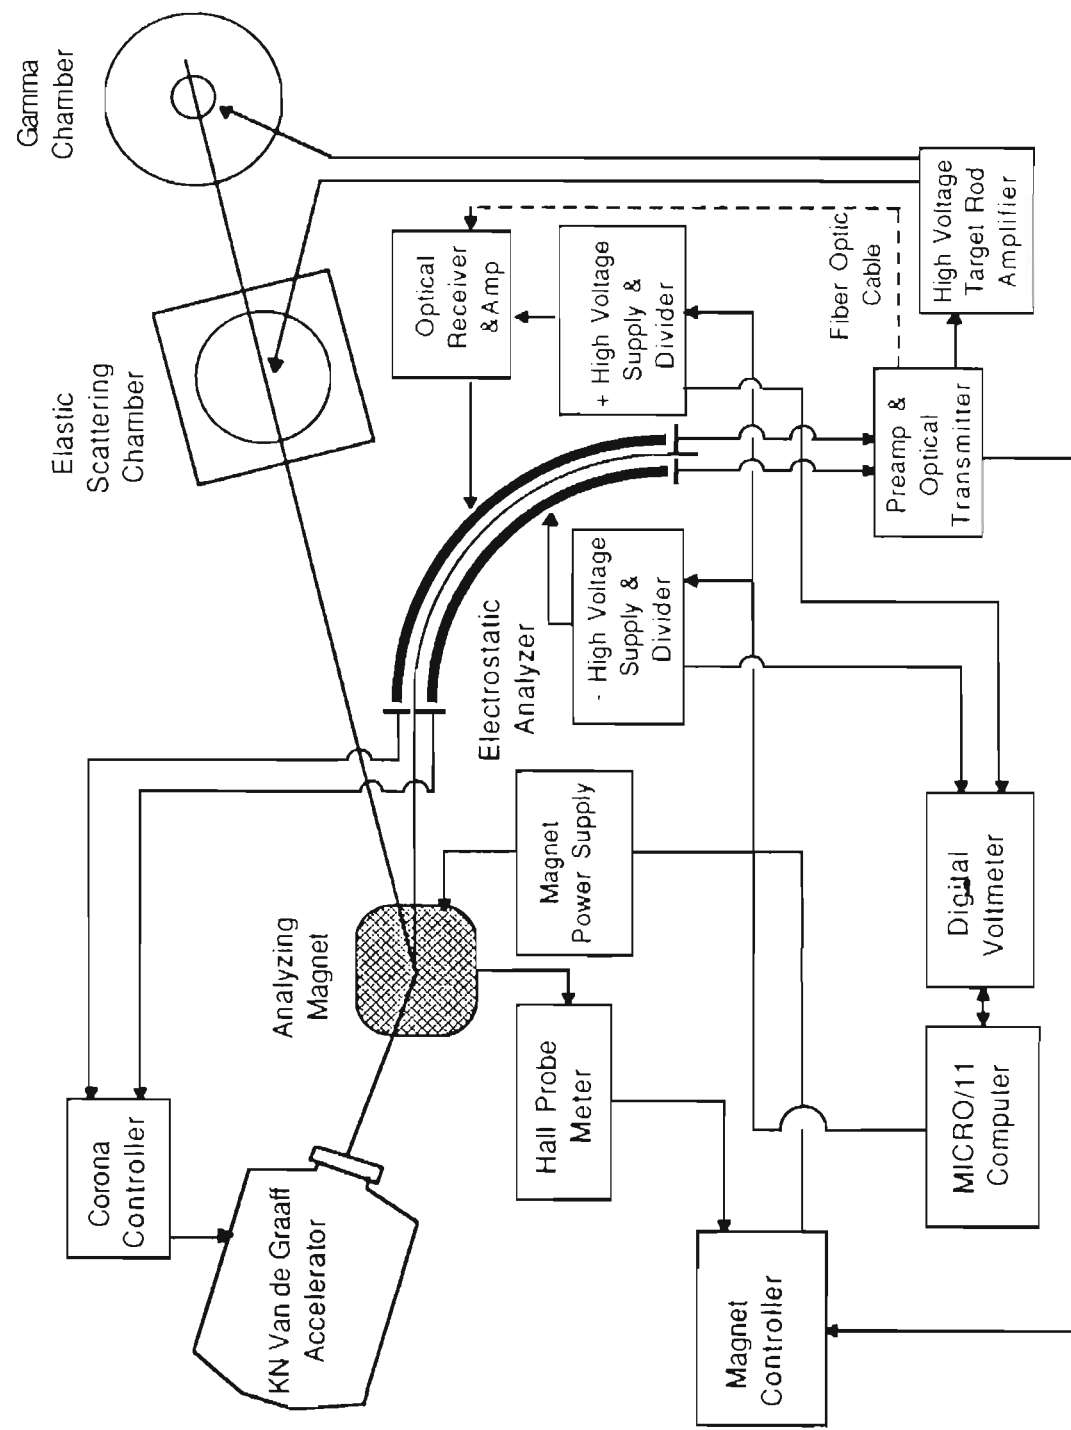 Gamma
Chamber
Elastic
Scattering
Chamber
Optical
Receiver
& Amp
+ High Voltage
Supply &
Divider
Fiber Optic
Cable
High Voltage
Target Rod
Amplifier
Preamp &
Optical
Transmitter
- High Voltage
Supply &
Divider
Electrostatic
Analyzer
Magnet
Power Supply
Digital
Voltmeter
Analyzing
Magnet
Hall Probe
Meter
MICRO/11
Computer
Corona
Controller
KN Van de Graaff
Accelerator
Magnet
Controller